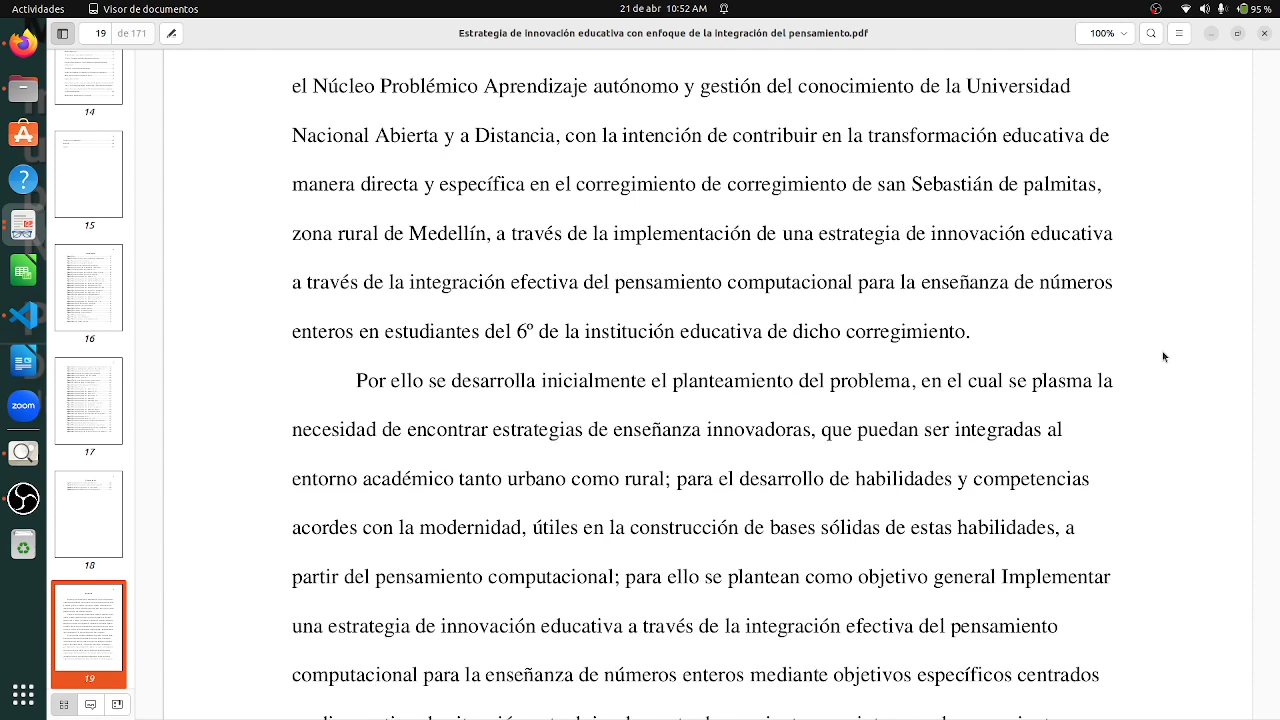 Actividades
Visor de documentos
21 de abr 10:52 AM
19
de 171
Estrategia de innovación educativa con enfoque de la integración del pensamiento.pdf
100%
14
15
16
17
18
19
zoom
el Núcleo Problémico Aprendizaje autónomo y gestión del conocimiento de la Universidad
Nacional Abierta y a Distancia, con la intención de contribuir en la transformación educativa de
manera directa y específica en el corregimiento de corregimiento de san Sebastián de palmitas,
zona rural de Medellín, a través de la implementación de una estrategia de innovación educativa
a través de la integración efectiva del pensamiento computacional para la enseñanza de números
enteros en estudiantes del 6º de la institución educativa de dicho corregimiento.
Por ello se desarrolla inicialmente el planteamiento del problema, en el cual se plasma la
necesidad de encontrar estrategias de enseñanza innovadoras, que puedan ser integradas al
entorno académico tanto urbano como rural; para el desarrollo de habilidades y competencias
acordes con la modernidad, útiles en la construcción de bases sólidas de estas habilidades, a
partir del pensamiento computacional; para ello se plantean como objetivo general Implementar
una estrategia de innovación educativa a través de la integración efectiva del pensamiento
computacional para la enseñanza de números enteros mediante objetivos específicos centrados